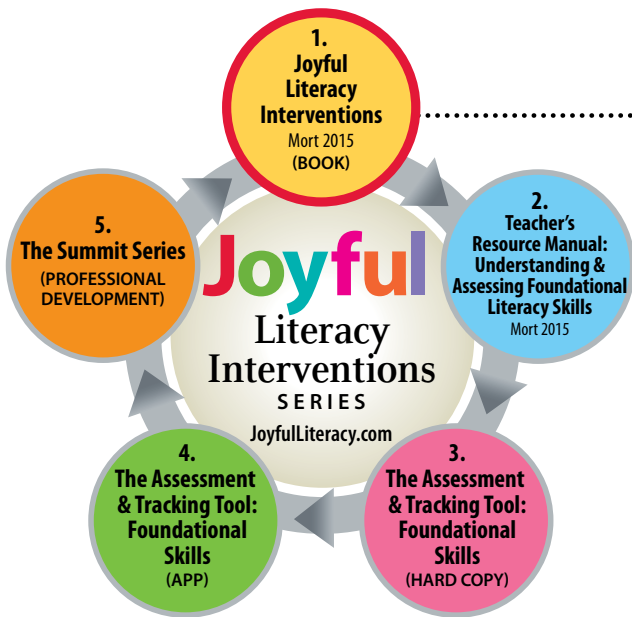 1.
Joyful
Literacy
Interventions
Mort 2015
(BOOK)
2.
Teacher's
Resource Manual:
Understanding &
Assessing Foundational
Literacy Skills
Mort 2015
3.
The Assessment
& Tracking Tool:
Foundational
Skills
(HARD COPY)
4.
The Assessment
& Tracking Tool:
Foundational
Skills
(APP)
5.
The Summit Series
(PROFESSIONAL
DEVELOPMENT)
Joyful
Literacy
Interventions
SERIES
JoyfulLiteracy.com